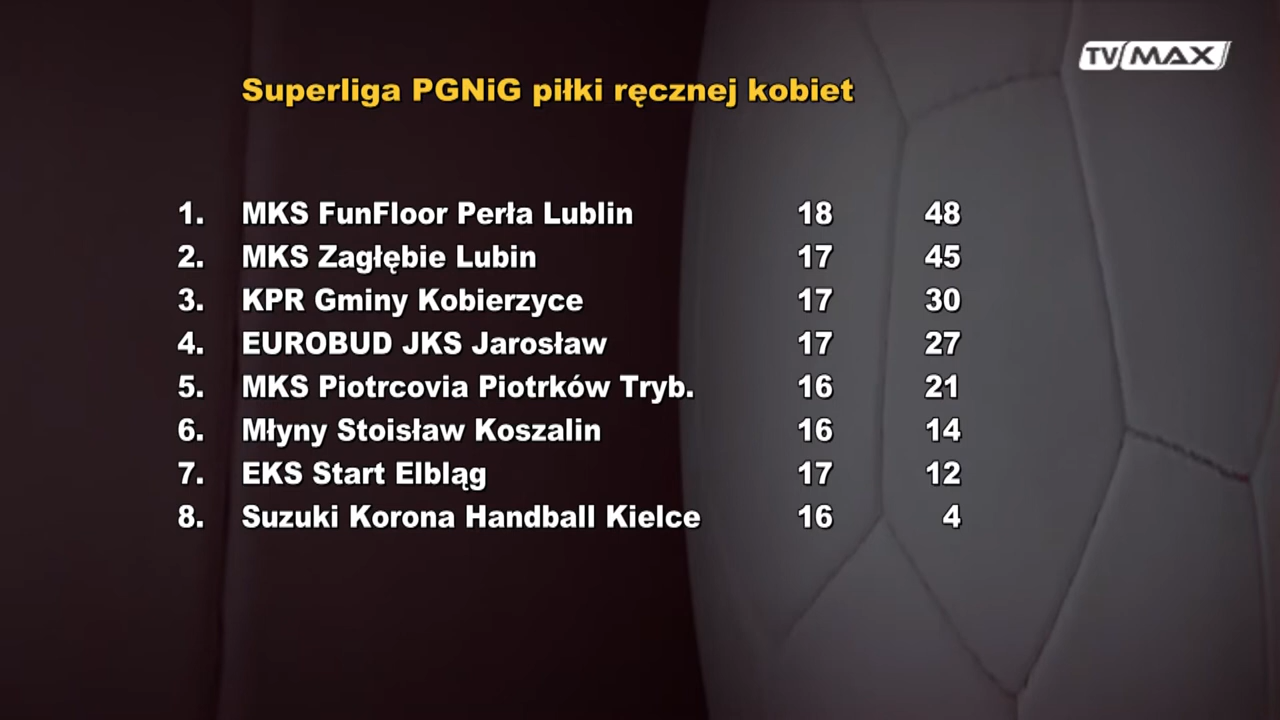 TV MAX
Superliga PGNiG piłki ręcznej kobiet
1. MKS FunFloor Perła Lublin 18 48
2. MKS Zagłębie Lubin 17 45
3. KPR Gminy Kobierzyce 17 30
4. EUROBUD JKS Jarosław 17 27
5. MKS Piotrcovia Piotrków Tryb. 16 21
6. Młyny Stoisław Koszalin 16 14
7. EKS Start Elbląg 17 12
8. Suzuki Korona Handball Kielce 16 4